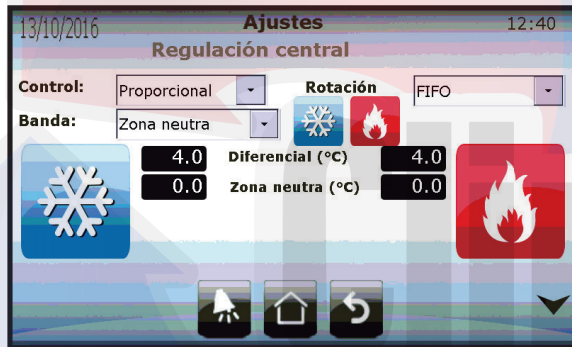 13/10/2016 Ajustes 12:40
Regulación central
Control: Proporcional Rotación FIFO
Banda: Zona neutra
4.0 Diferencial (°C) 4.0
0.0 Zona neutra (°C) 0.0